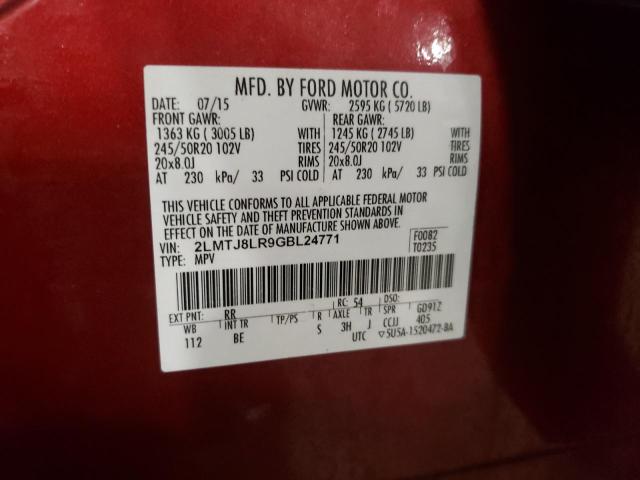 MFD. BY FORD MOTOR CO.
DATE: 07/15 GVWR: 2595 KG ( 5720 LB)
FRONT GAWR: REAR GAWR:
1363 KG ( 3005 LB) WITH 1245 KG ( 2745 LB) WITH
245/50R20 102V TIRES 245/50R20 102V TIRES
20x8.0J RIMS 20x8.0J RIMS
AT 230 kPa/ 33 PSI COLD AT 230 kPa/ 33 PSI COLD
THIS VEHICLE CONFORMS TO ALL APPLICABLE FEDERAL MOTOR
VEHICLE SAFETY AND THEFT PREVENTION STANDARDS IN
EFFECT ON THE DATE OF MANUFACTURE SHOWN ABOVE.
VIN: 2LMTJ8LR9GBL24771 F0082
TYPE: MPV T0235
EXT PNT: RR RC: 54 DSO:
WB INT TR TP/PS R AXLE TR SPR GD91Z
112 BE S 3H J CCJJ 405
UTC ▽5U5A-1520472-BA